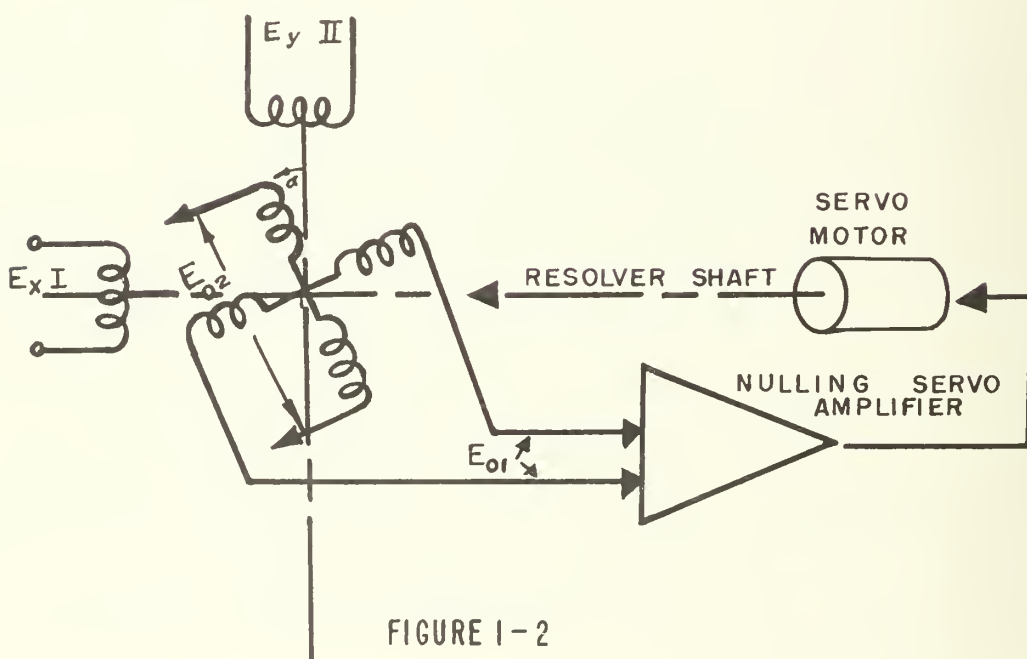 Ey II
α
SERVO
MOTOR
Ex I
Eo2
RESOLVER SHAFT
NULLING SERVO
AMPLIFIER
Eo1
FIGURE 1-2